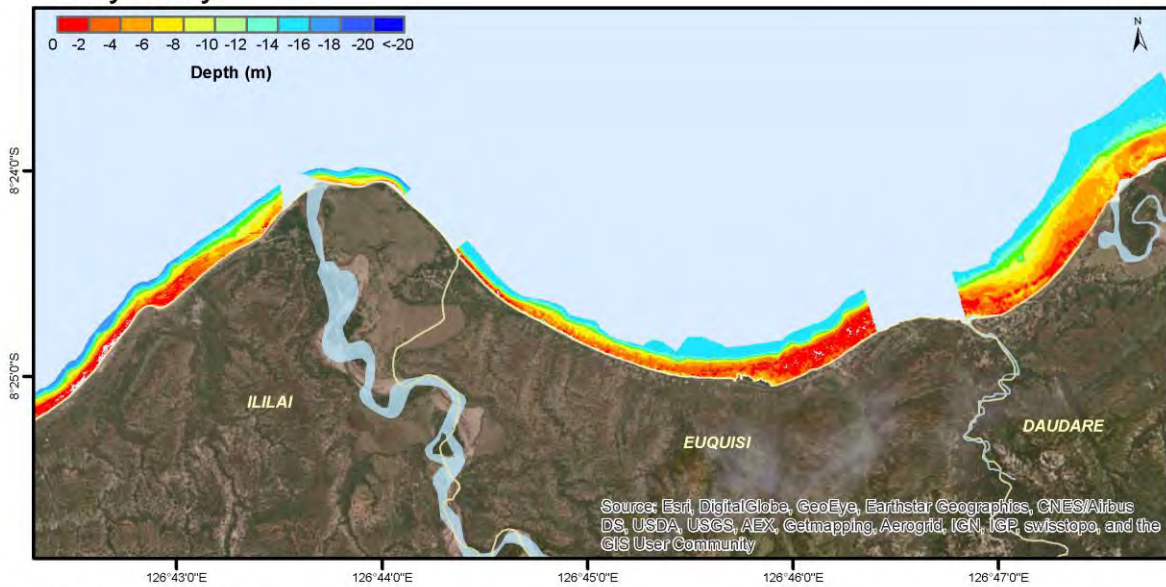 0 -2 -4 -6 -8 -10 -12 -14 -16 -18 -20 <-20
Depth (m)
N
8°24'0"S
8°25'0"S
ILILAI
EUQUISI
DAUDARE
Source: Esri, DigitalGlobe, GeoEye, Earthstar Geographics, CNES/Airbus
DS, USDA, USGS, AEX, Getmapping, Aerogrid, IGN, IGP, swisstopo, and the
GIS User Community
126°43'0"E 126°44'0"E 126°45'0"E 126°46'0"E 126°47'0"E